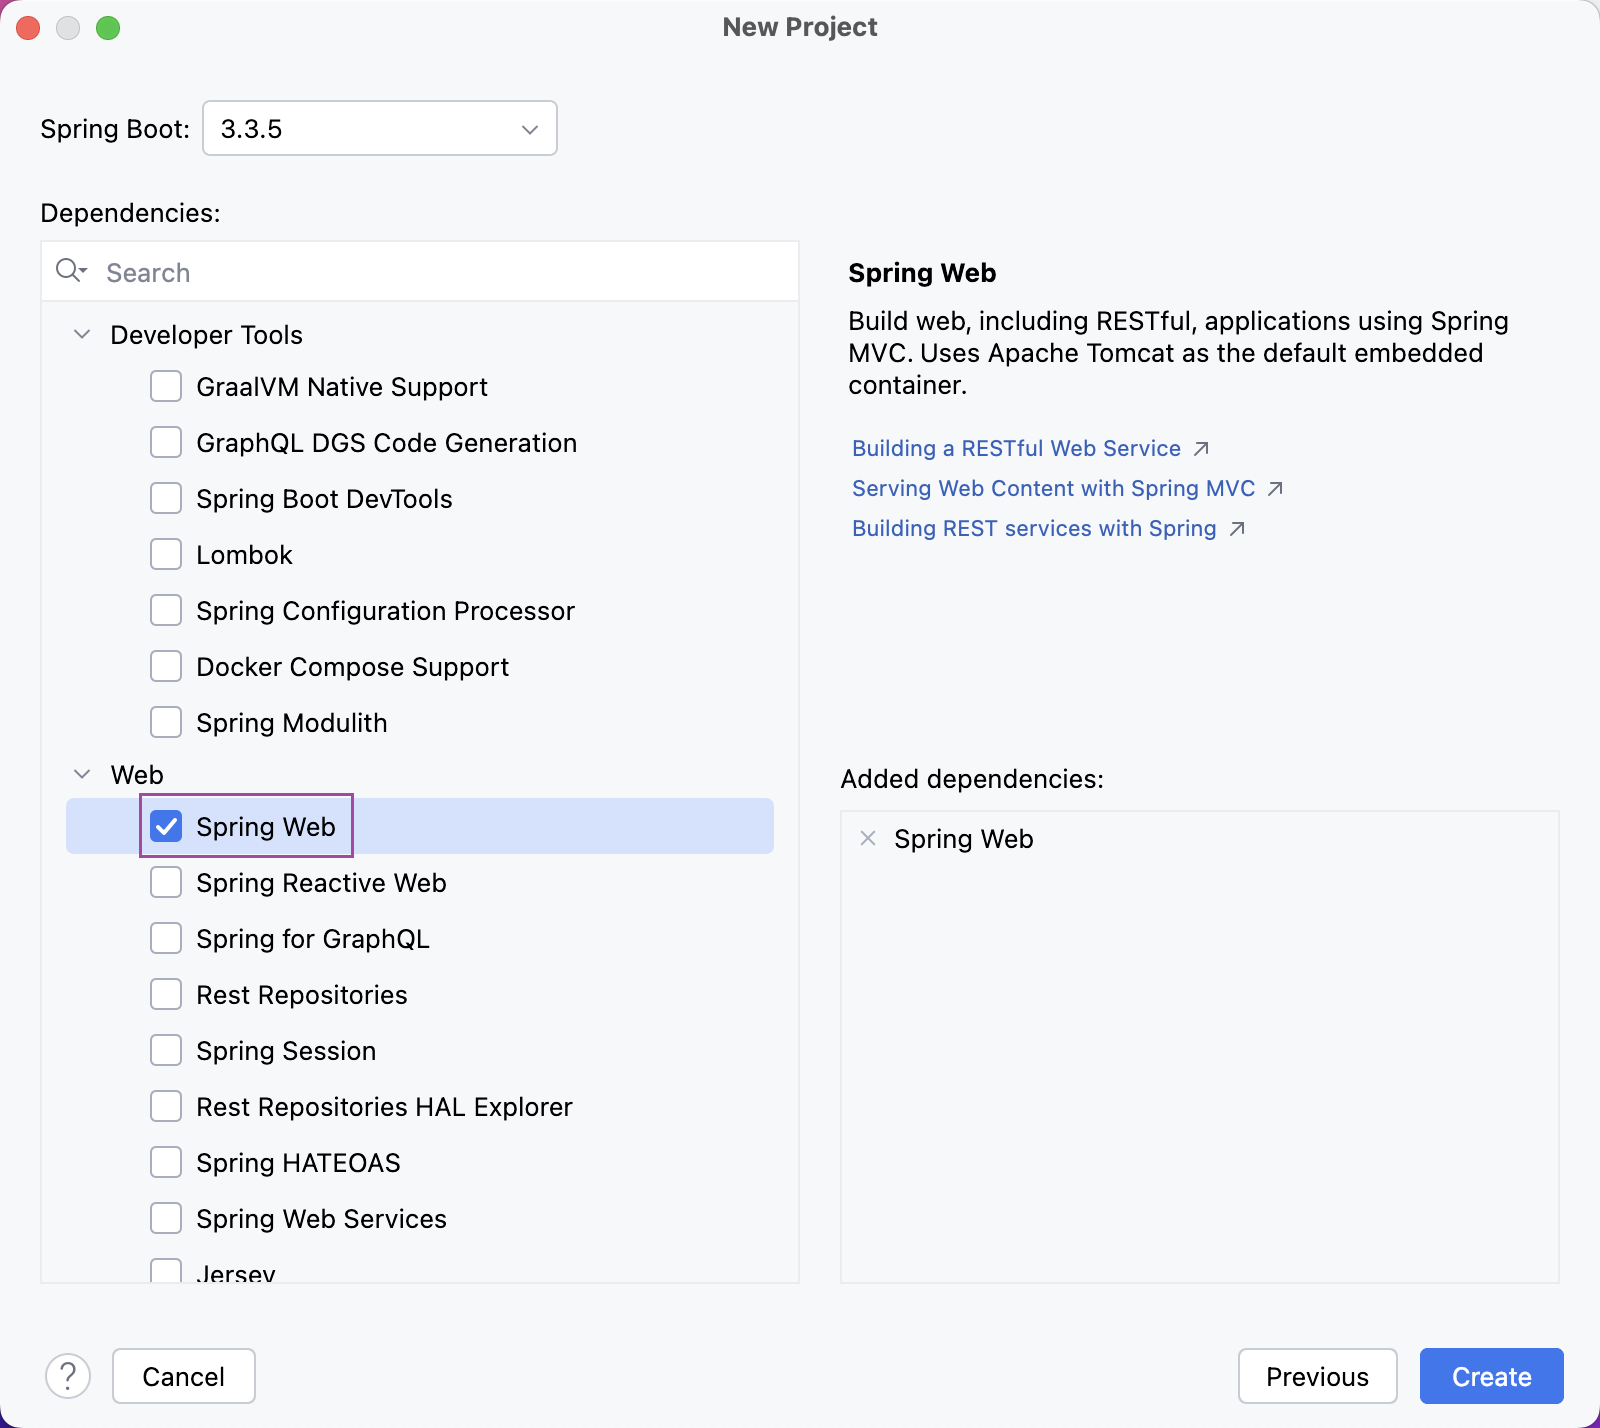 New Project
Spring Boot: 3.3.5
Dependencies:
Search
Developer Tools
GraalVM Native Support
GraphQL DGS Code Generation
Spring Boot DevTools
Lombok
Spring Configuration Processor
Docker Compose Support
Spring Modulith
Web
Spring Web
Spring Reactive Web
Spring for GraphQL
Rest Repositories
Spring Session
Rest Repositories HAL Explorer
Spring HATEOAS
Spring Web Services
Jersey
Spring Web
Build web, including RESTful, applications using Spring
MVC. Uses Apache Tomcat as the default embedded
container.
Building a RESTful Web Service
Serving Web Content with Spring MVC
Building REST services with Spring
Added dependencies:
Spring Web
?
Cancel
Previous
Create